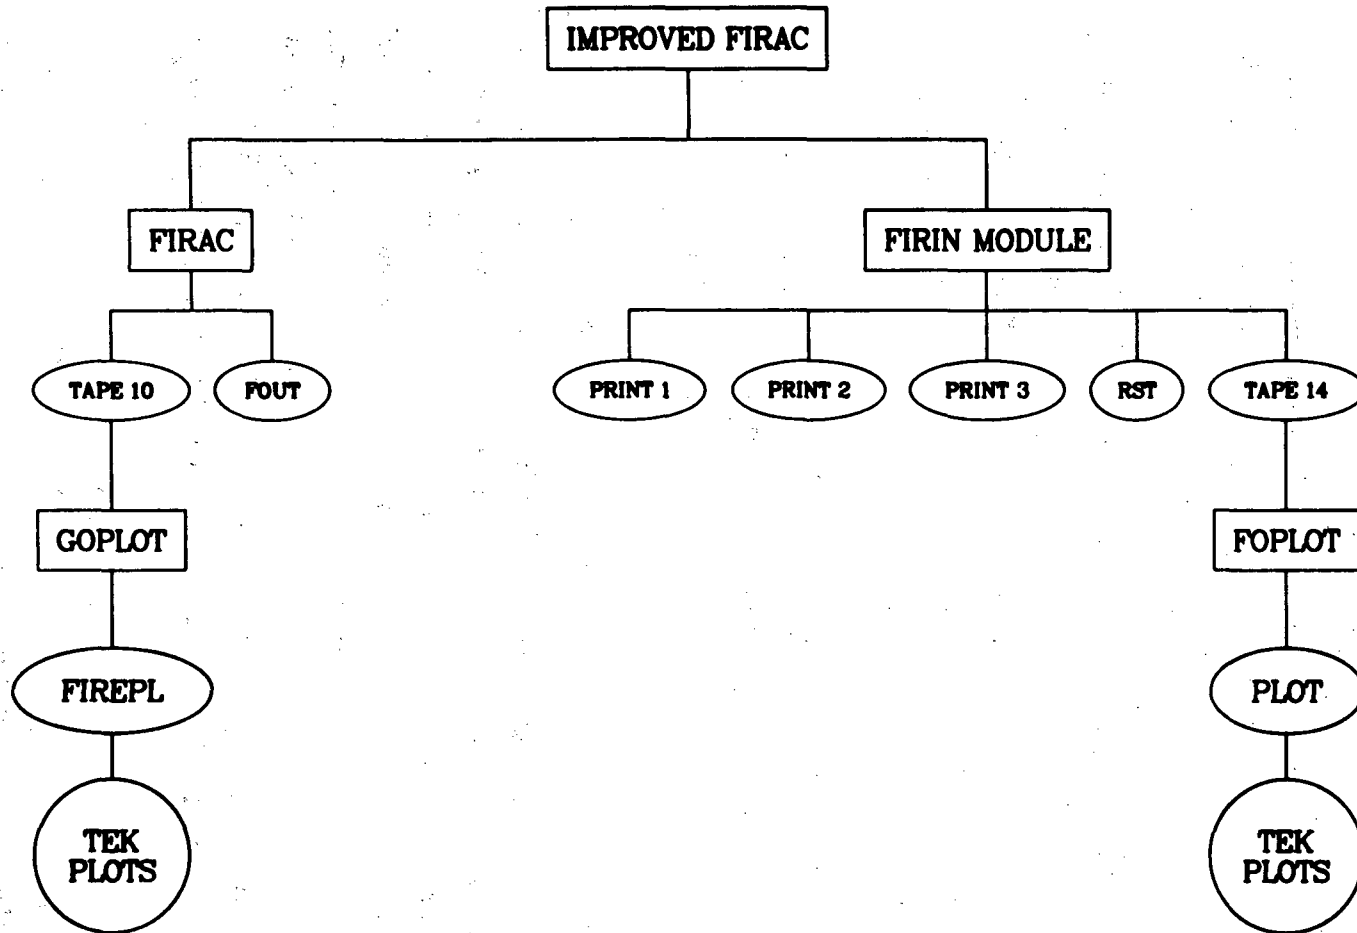 IMPROVED FIRAC
FIRAC
FIRIN MODULE
TAPE 10
FOUT
PRINT 1
PRINT 2
PRINT 3
RST
TAPE 14
GOPLOT
FOPLOT
FIREPL
PLOT
TEK
PLOTS
TEK
PLOTS